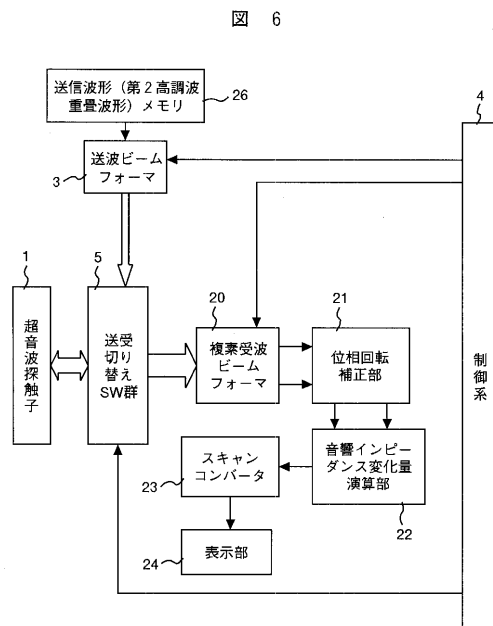 図 6
送信波形（第2高調波
重畳波形）メモリ
26
4
送波ビーム
フォーマ
3
1
5
20
21
超音波探触子
送受
切り
替え
SW群
複素受波
ビーム
フォーマ
位相回転
補正部
制御系
スキャン
コンバータ
23
音響インピー
ダンス変化量
演算部
22
表示部
24